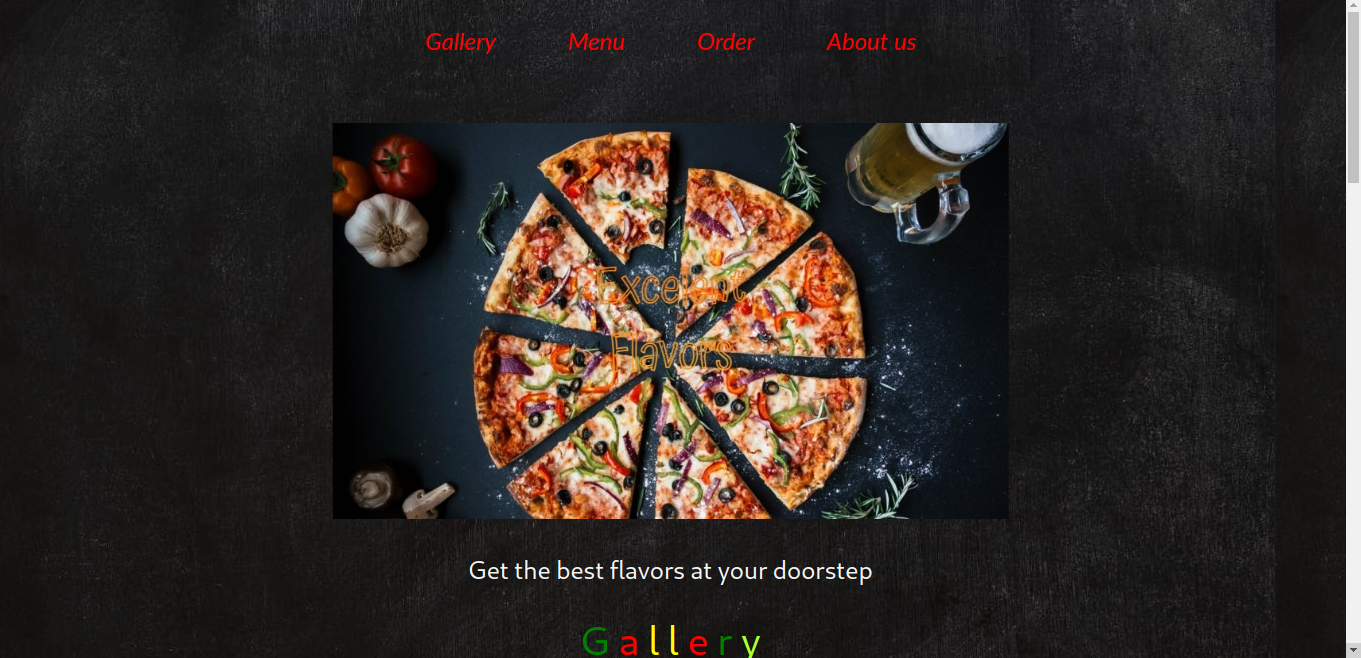 Gallery Menu Order About us
Excelent
Flavors
Get the best flavors at your doorstep
Gallery